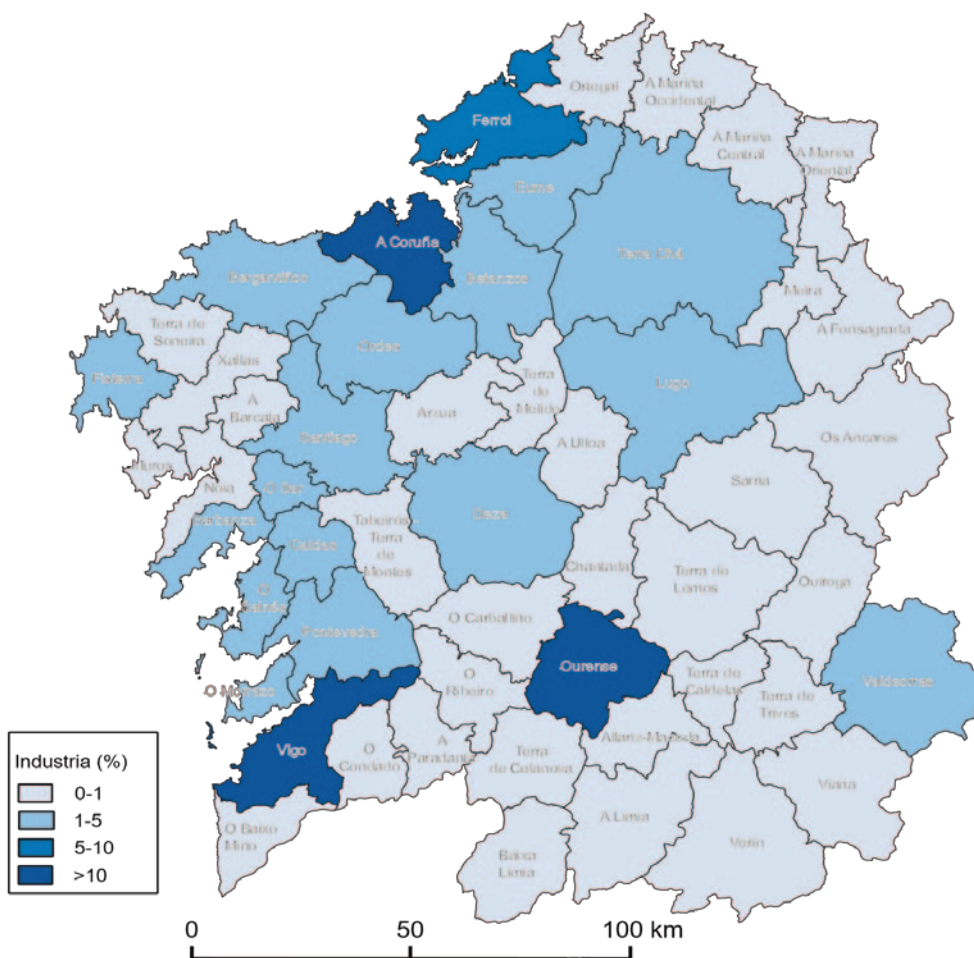 Ortegal
A Mariña
Occidental
Ferrol
A Mariña
Central
A Mariña
Oriental
Eume
A Coruña
Terra Chá
Bergantiños
Betanzos
Meira
Terra de
Soneira
A Fonsagrada
Ordes
Xallas
Fisterra
Terra
de
Melide
Lugo
A
Barcala
Arzua
Santiago
A Ulloa
Os Ancares
Muros
Sarria
Noia
O Sar
Barbanza
Deza
Tabeirós-
Terra
de
Montes
Caldas
Chantada
Terra de
Lemos
Quiroga
O
Salnés
O Carballiño
Pontevedra
Ourense
O
Ribeiro
Terra de
Caldelas
Valdeorras
O Morrazo
Terra de
Trives
Vigo
O
Condado
A
Paradanta
Allariz-Maceda
Terra
de Celanova
Viana
O Baixo
Miño
A Limia
Verín
Baixa
Limia
Industria (%)
0-1
1-5
5-10
>10
0
50
100 km